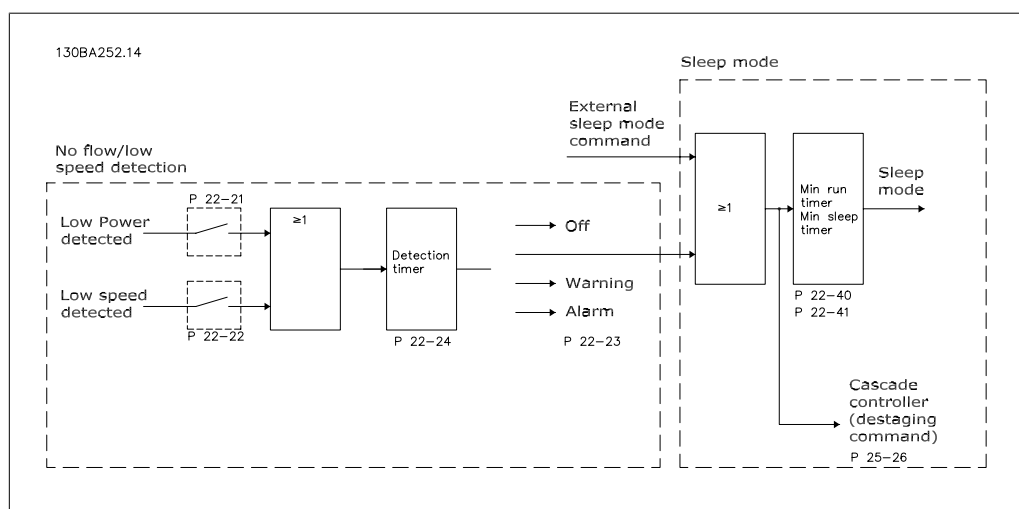 130BA252.14
Sleep mode
External
sleep mode
command
No flow/low
speed detection
P 22-21
Low Power
detected
≥1
Low speed
detected
P 22-22
Detection
timer
P 22-24
Off
Warning
Alarm
P 22-23
≥1
Min run
timer
Min sleep
timer
P 22-40
P 22-41
Sleep
mode
Cascade
controller
(destaging
command)
P 25-26